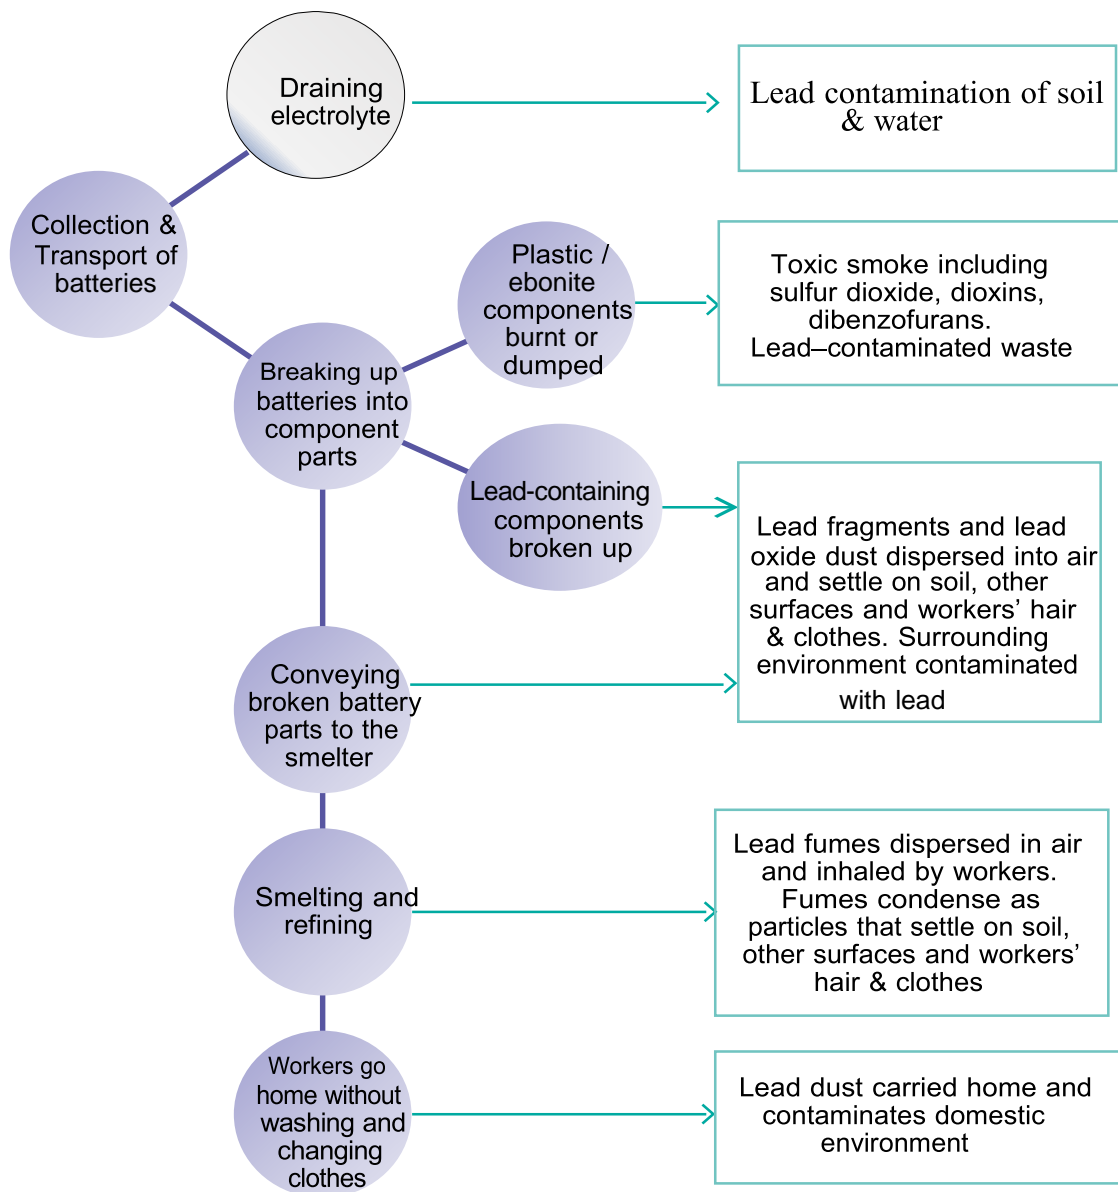 Draining
electrolyte
Lead contamination of soil
& water
Collection &
Transport of
batteries
Plastic /
ebonite
components
burnt or
dumped
Toxic smoke including
sulfur dioxide, dioxins,
dibenzofurans.
Lead–contaminated waste
Breaking up
batteries into
component
parts
Lead-containing
components
broken up
Lead fragments and lead
oxide dust dispersed into air
and settle on soil, other
surfaces and workers’ hair
& clothes. Surrounding
environment contaminated
with lead
Conveying
broken battery
parts to the
smelter
Smelting and
refining
Lead fumes dispersed in air
and inhaled by workers.
Fumes condense as
particles that settle on soil,
other surfaces and workers’
hair & clothes
Workers go
home without
washing and
changing
clothes
Lead dust carried home and
contaminates domestic
environment